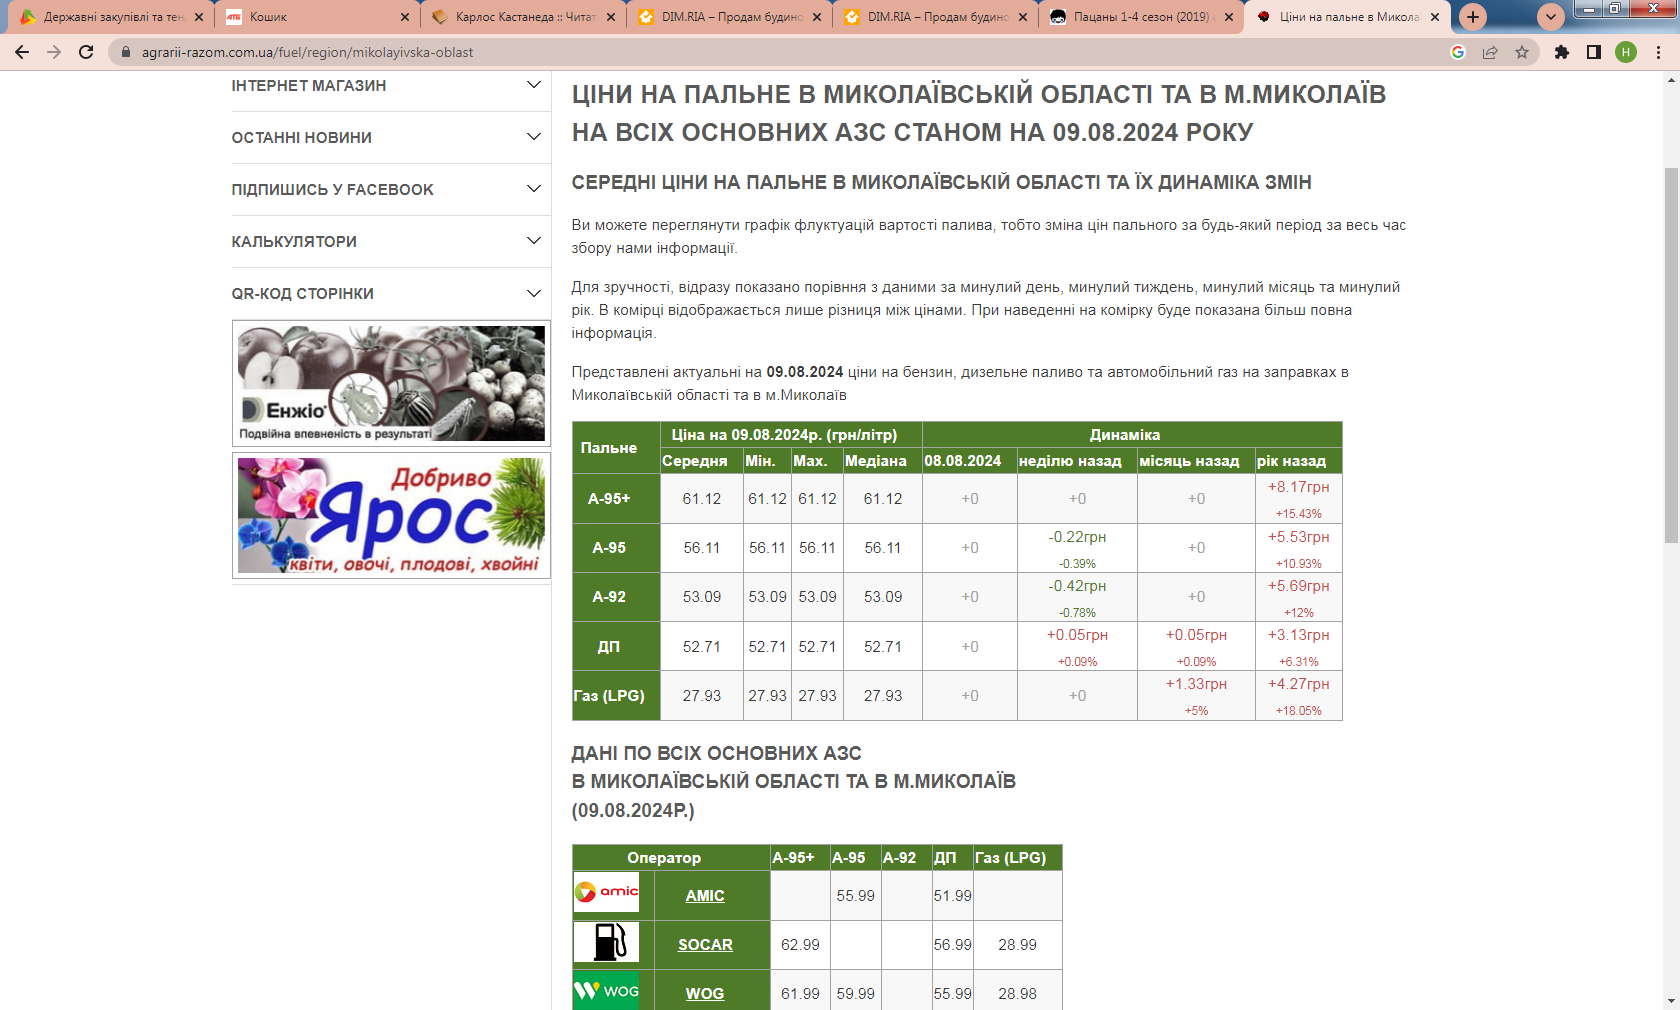 Державні закупівлі та тен
Кошик
Карлос Кастанеда :: Читат
DIM.RIA – Продам будино
DIM.RIA – Продам будино
Пацаны 1-4 сезон (2019)
Ціни на пальне в Микола
agrarii-razom.com.ua/fuel/region/mikolayivska-oblast
H
ІНТЕРНЕТ МАГАЗИН
ОСТАННІ НОВИНИ
ПІДПИШИСЬ У FACEBOOK
КАЛЬКУЛЯТОРИ
QR-КОД СТОРІНКИ
Енжіо
Подвійна впевненість в результаті
Добриво
Ярос
квіти, овочі, плодові, хвойні
ЦІНИ НА ПАЛЬНЕ В МИКОЛАЇВСЬКІЙ ОБЛАСТІ ТА В М.МИКОЛАЇВ
НА ВСІХ ОСНОВНИХ АЗС СТАНОМ НА 09.08.2024 РОКУ
СЕРЕДНІ ЦІНИ НА ПАЛЬНЕ В МИКОЛАЇВСЬКІЙ ОБЛАСТІ ТА ЇХ ДИНАМІКА ЗМІН
Ви можете переглянути графік флуктуацій вартості палива, тобто зміна цін пального за будь-який період за весь час
збору нами інформації.
Для зручності, відразу показано порівння з даними за минулий день, минулий тиждень, минулий місяць та минулий
рік. В комірці відображається лише різниця між цінами. При наведенні на комірку буде показана більш повна
інформація.
Представлені актуальні на 09.08.2024 ціни на бензин, дизельне паливо та автомобільний газ на заправках в
Миколаївській області та в м.Миколаїв
Пальне Ціна на 09.08.2024р. (грн/літр) Динаміка
Середня Мін. Мах. Медіана 08.08.2024 неділю назад місяць назад рік назад
А-95+ 61.12 61.12 61.12 61.12 +0 +0 +0 +8.17грн
+15.43%
А-95 56.11 56.11 56.11 56.11 +0 -0.22грн +0 +5.53грн
-0.39% +10.93%
А-92 53.09 53.09 53.09 53.09 +0 -0.42грн +0 +5.69грн
-0.78% +12%
ДП 52.71 52.71 52.71 52.71 +0 +0.05грн +0.05грн +3.13грн
+0.09% +0.09% +6.31%
Газ (LPG) 27.93 27.93 27.93 27.93 +0 +0 +1.33грн +4.27грн
+5% +18.05%
ДАНІ ПО ВСІХ ОСНОВНИХ АЗС
В МИКОЛАЇВСЬКІЙ ОБЛАСТІ ТА В М.МИКОЛАЇВ
(09.08.2024Р.)
Оператор А-95+ А-95 А-92 ДП Газ (LPG)
amic AMIC 55.99 51.99
SOCAR 62.99 56.99 28.99
WOG WOG 61.99 59.99 55.99 28.98